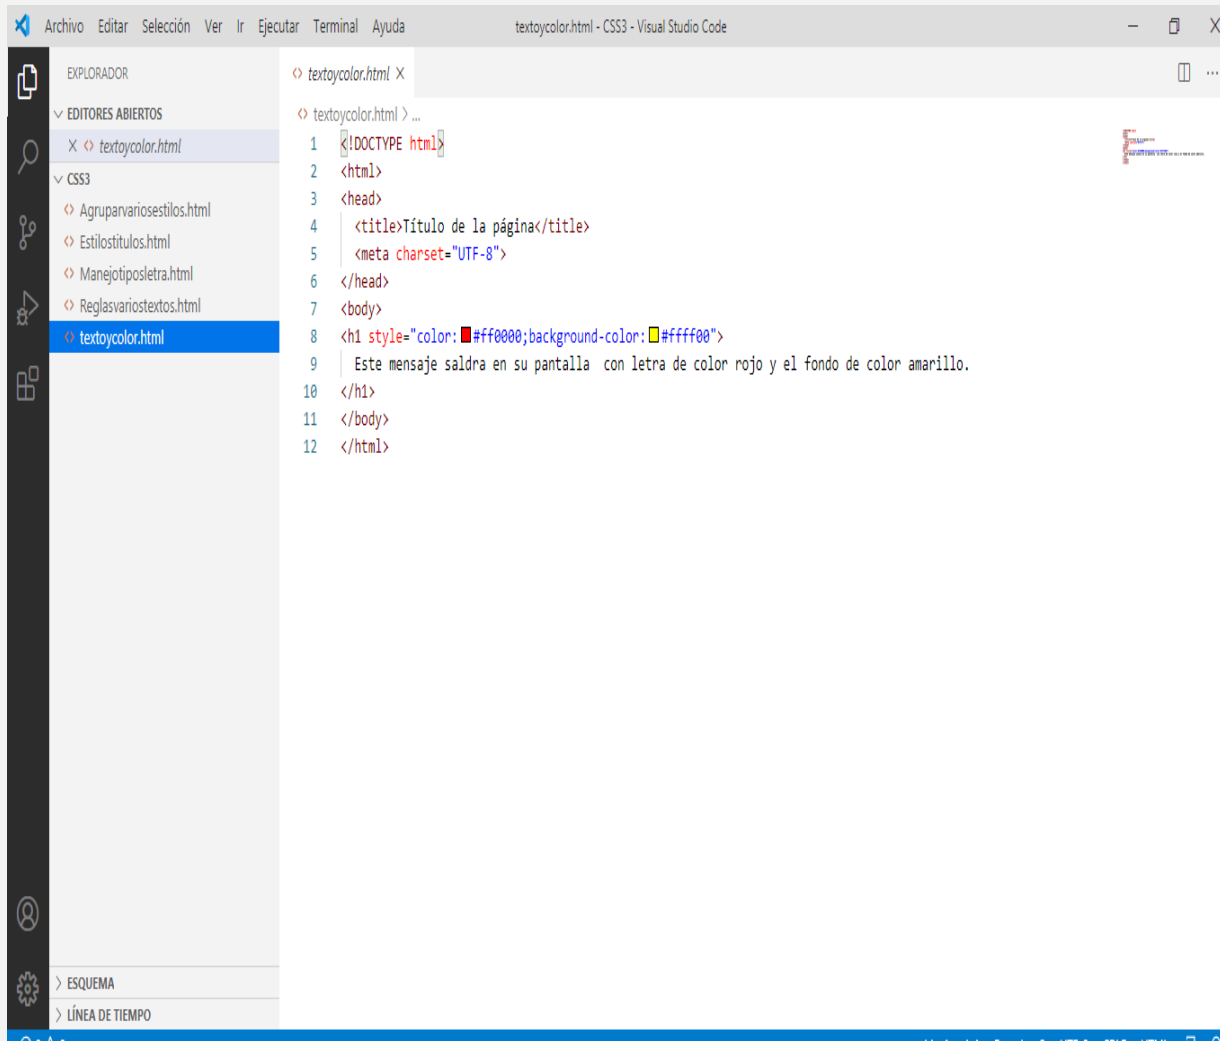 Archivo Editar Selección Ver Ir Ejecutar Terminal Ayuda textoycolor.html - CSS3 - Visual Studio Code
EXPLORADOR
EDITORES ABIERTOS
textoycolor.html
CSS3
Agruparvariosestilos.html
Estilostitulos.html
Manejotiposletra.html
Reglasvariostextos.html
textoycolor.html
ESQUEMA
LÍNEA DE TIEMPO
textoycolor.html
textoycolor.html > ...
1 <!DOCTYPE html>
2 <html>
3 <head>
4 <title>Título de la página</title>
5 <meta charset="UTF-8">
6 </head>
7 <body>
8 <h1 style="color:#ff0000;background-color:#ffff00">
9 Este mensaje saldra en su pantalla  con letra de color rojo y el fondo de color amarillo.
10 </h1>
11 </body>
12 </html>